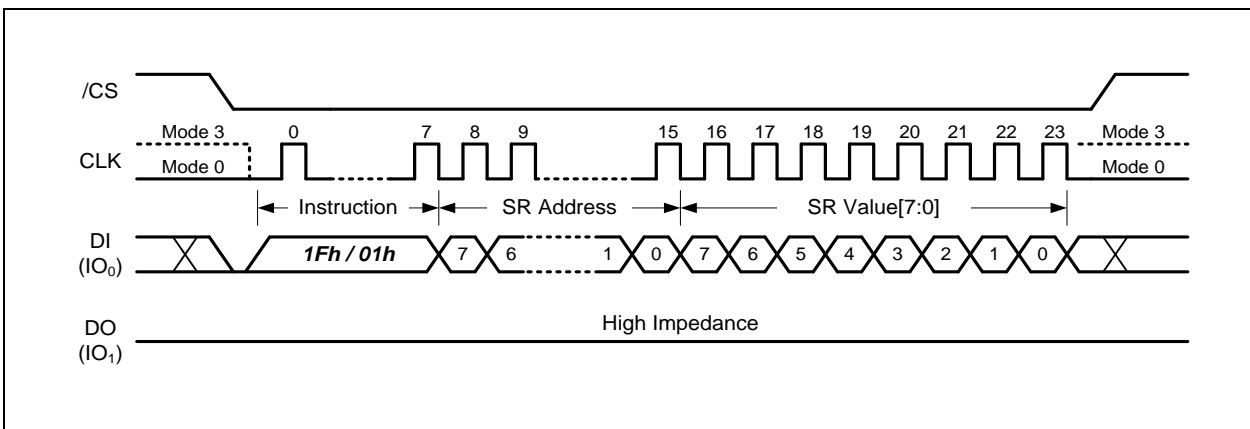 /CS
Mode 3 0 7 8 9 15 16 17 18 19 20 21 22 23 Mode 3
CLK
Mode 0 Mode 0
Instruction SR Address SR Value[7:0]
DI
(IO₀)
1Fh / 01h 7 6 1 0 7 6 5 4 3 2 1 0
High Impedance
DO
(IO₁)